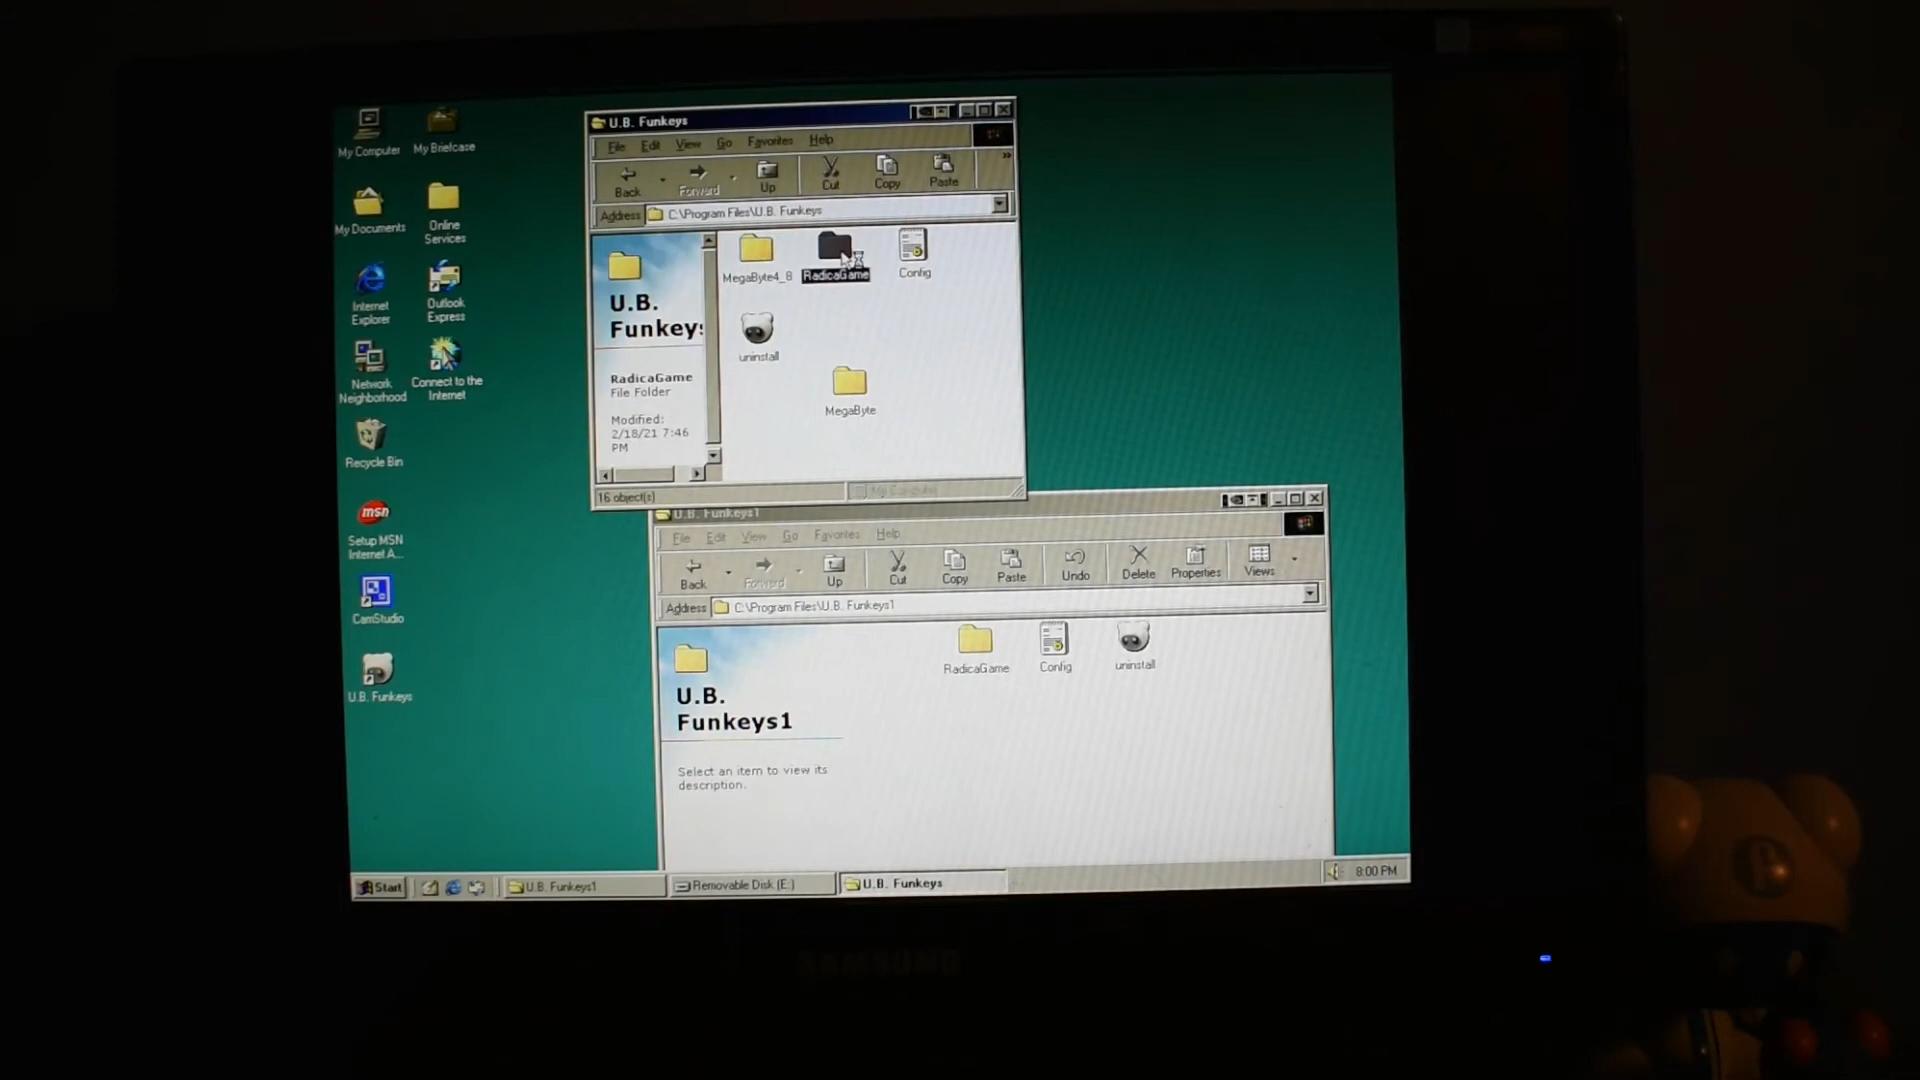 My Computer
My Briefcase
My Documents
Online
Services
Internet
Explorer
Outlook
Express
Network
Neighborhood
Connect to the
Internet
Recycle Bin
msn
Setup MSN
Internet A...
CamStudio
U.B. Funkeys
U.B. Funkeys
File Edit View Go Favorites Help
Back Forward Up Cut Copy Paste »
Address C:\Program Files\U.B. Funkeys
U.B.
Funkeys
RadicaGame
File Folder
Modified:
2/18/21 7:46
PM
MegaByte4_8
RadicaGame
Config
uninstall
MegaByte
16 object(s)
My Computer
U.B. Funkeys1
File Edit View Go Favorites Help
Back Forward Up Cut Copy Paste Undo Delete Properties Views
Address C:\Program Files\U.B. Funkeys1
U.B.
Funkeys1
Select an item to view its
description.
RadicaGame
Config
uninstall
Start
U.B. Funkeys1
Removable Disk (E:)
U.B. Funkeys
8:00 PM
SAMSUNG